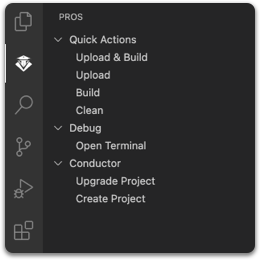 PROS
Quick Actions
Upload & Build
Upload
Build
Clean
Debug
Open Terminal
Conductor
Upgrade Project
Create Project